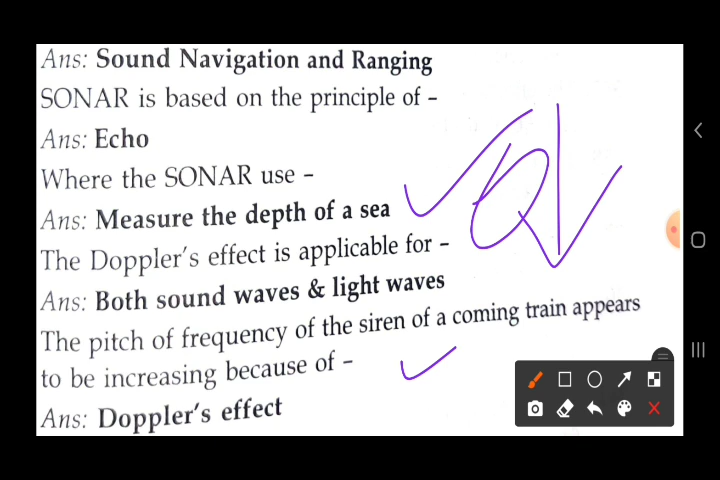 Ans: Sound Navigation and Ranging
SONAR is based on the principle of -
Ans: Echo
Where the SONAR use -
Ans: Measure the depth of a sea
The Doppler's effect is applicable for -
Ans: Both sound waves & light waves
The pitch of frequency of the siren of a coming train appears
to be increasing because of -
Ans: Doppler's effect